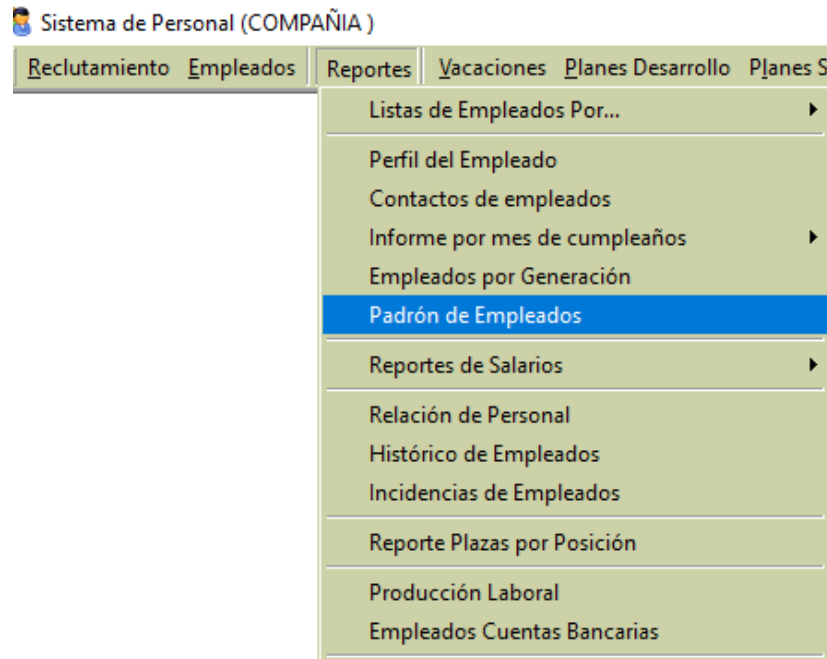 Sistema de Personal (COMPAÑIA )
Reclutamiento Empleados Reportes Vacaciones Planes Desarrollo Planes S
Listas de Empleados Por...
Perfil del Empleado
Contactos de empleados
Informe por mes de cumpleaños
Empleados por Generación
Padrón de Empleados
Reportes de Salarios
Relación de Personal
Histórico de Empleados
Incidencias de Empleados
Reporte Plazas por Posición
Producción Laboral
Empleados Cuentas Bancarias